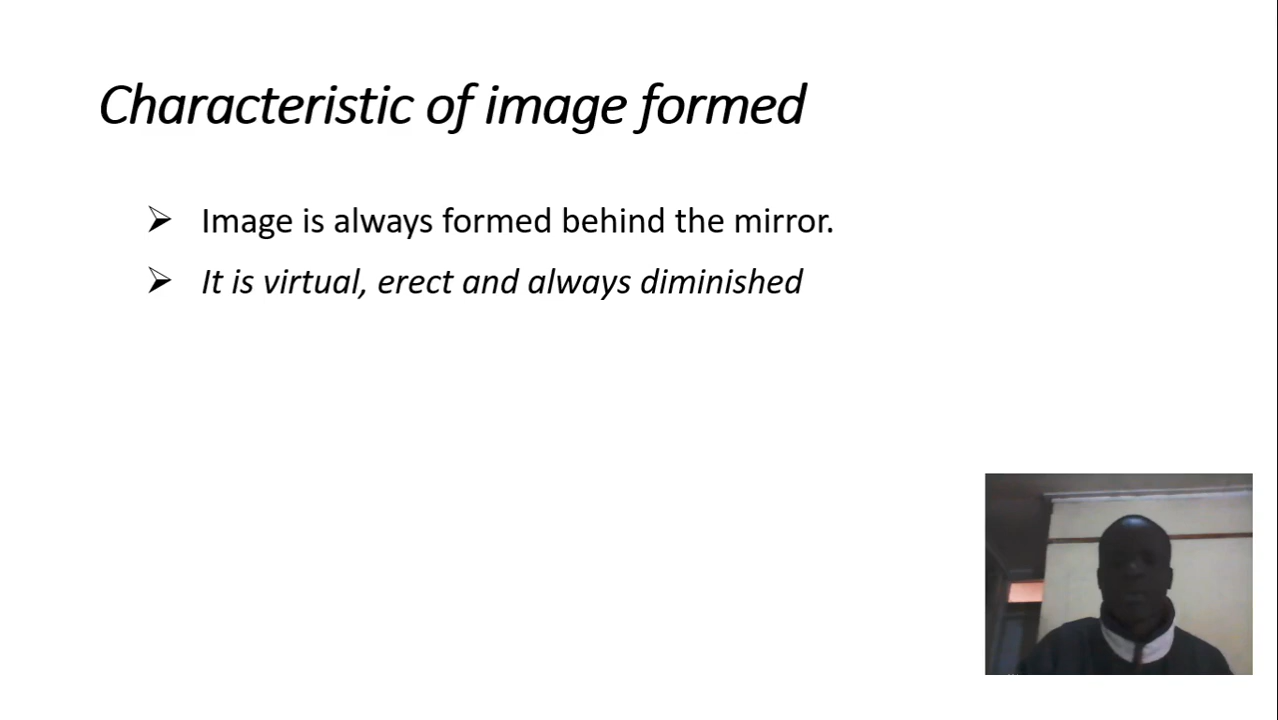 Characteristic of image formed
Image is always formed behind the mirror.
It is virtual, erect and always diminished